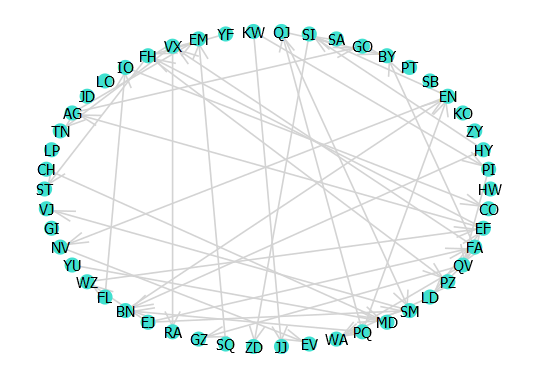 YF KW QJ SI
EM SA
VX GO
FH BY
IO PT
LO SB
JD EN
AG KO
TN ZY
LP HY
CH PI
ST HW
VJ CO
GI EF
NV FA
YU QV
WZ PZ
FL LD
BN SM
EJ MD
RA PQ
GZ WA
SQ EV
ZD JJ